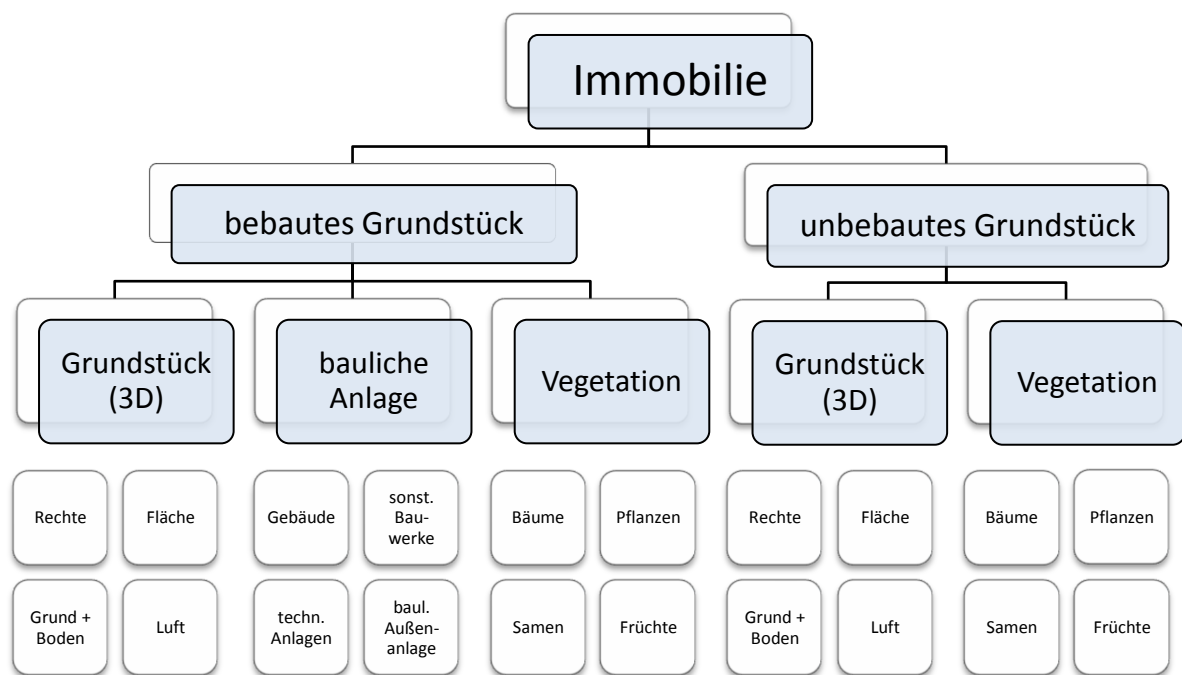 Immobilie
bebautes Grundstück
unbebautes Grundstück
Grundstück
(3D)
bauliche
Anlage
Vegetation
Grundstück
(3D)
Vegetation
Rechte
Fläche
Gebäude
sonst.
Bau-
werke
Bäume
Pflanzen
Rechte
Fläche
Bäume
Pflanzen
Grund +
Boden
Luft
techn.
Anlagen
baul.
Außen-
anlage
Samen
Früchte
Grund +
Boden
Luft
Samen
Früchte